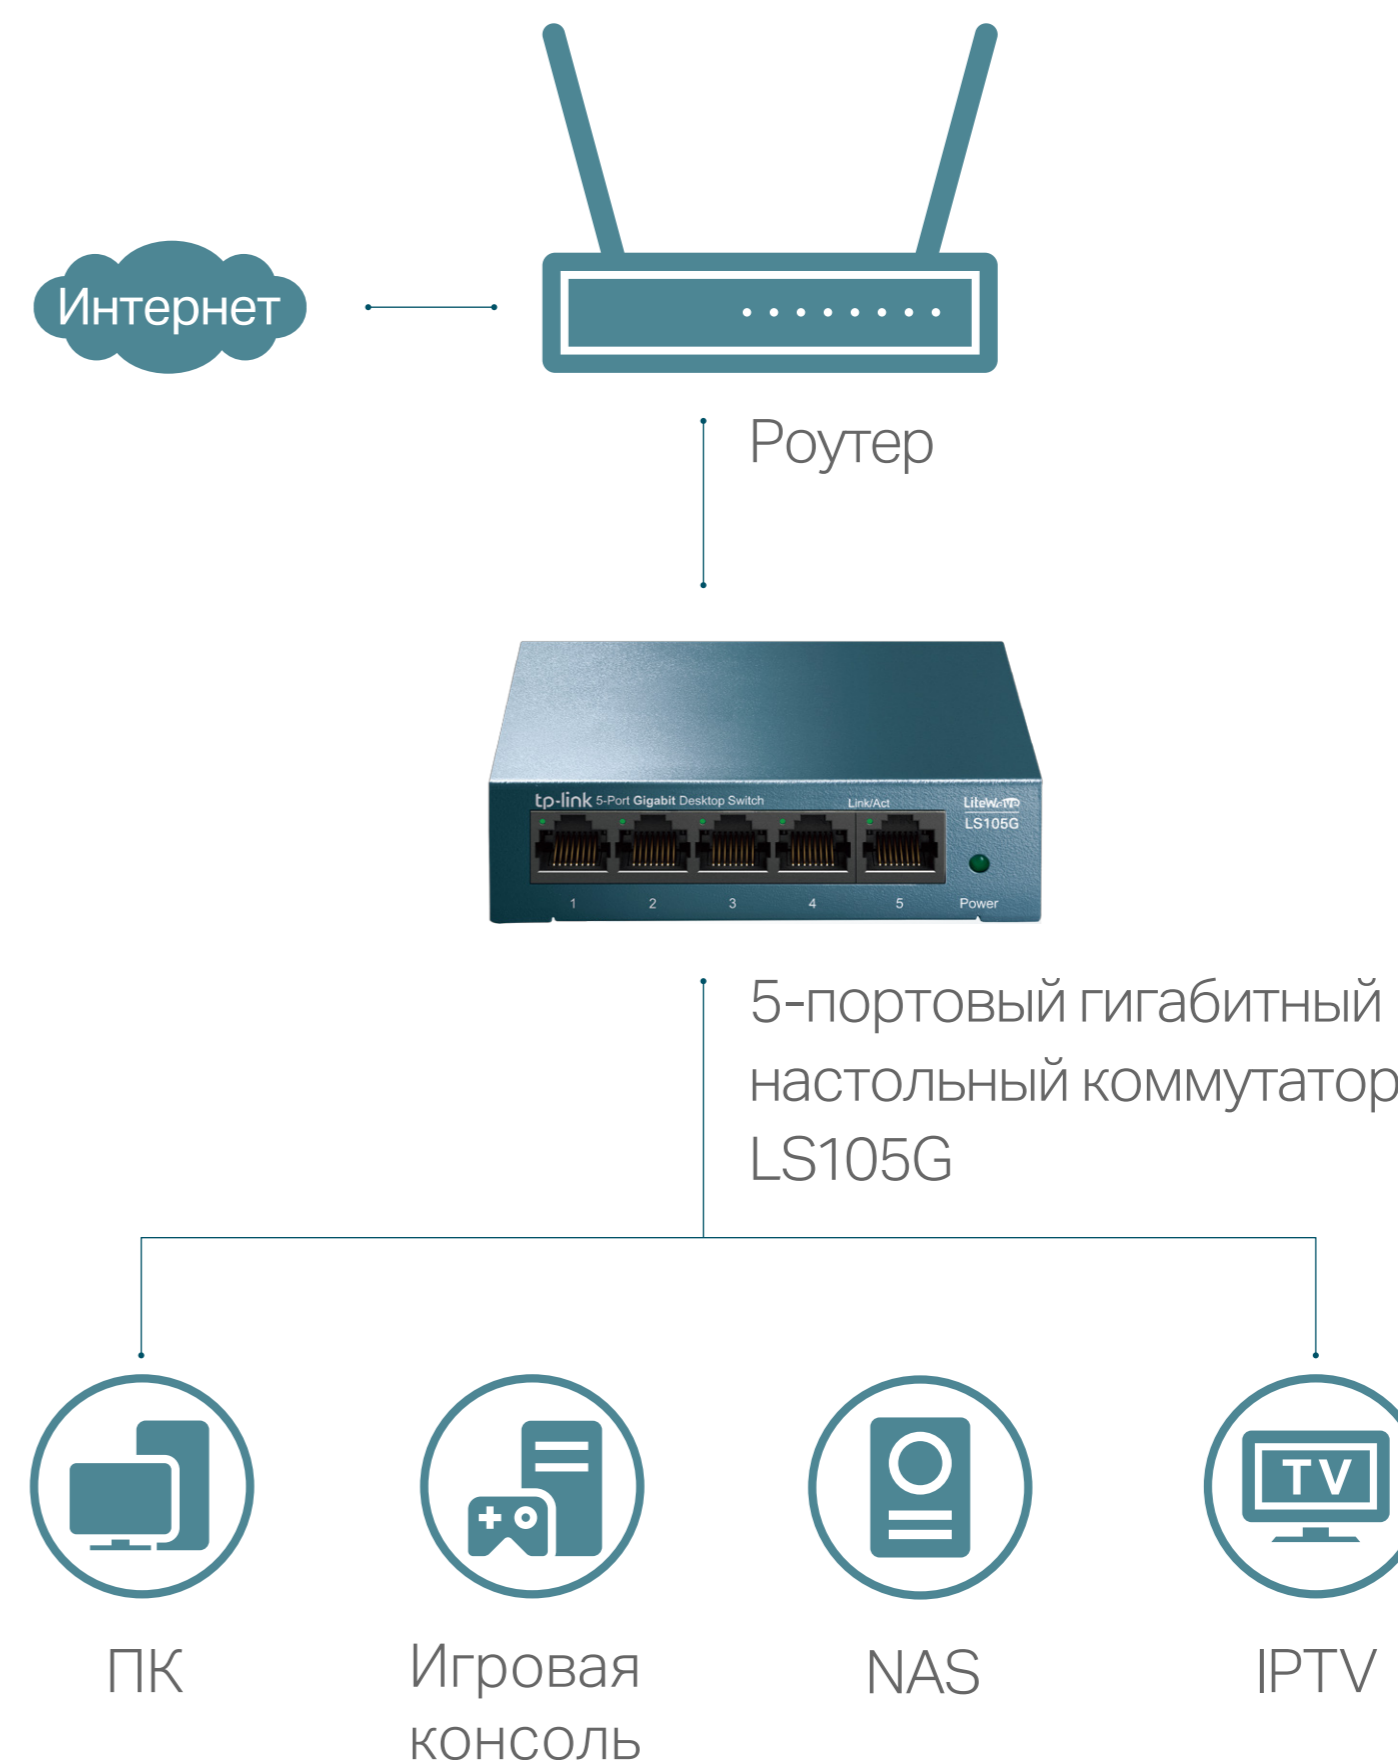 Интернет
Роутер
tp-link 5-Port Gigabit Desktop Switch
Link/Act
LiteWave
LS105G
1 2 3 4 5 Power
5-портовый гигабитный
настольный коммутатор
LS105G
TV
ПК
Игровая
консоль
NAS
IPTV